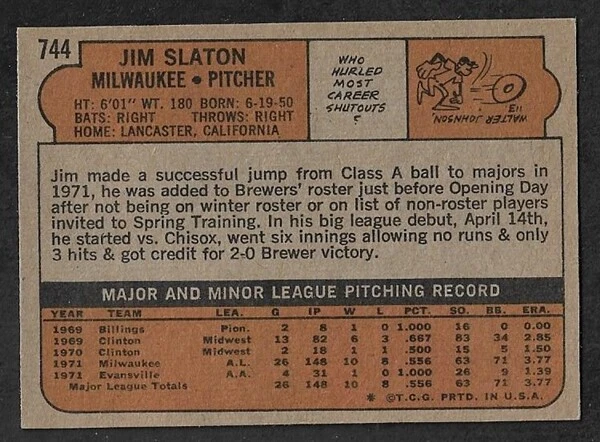 744
JIM SLATON
MILWAUKEE • PITCHER
HT: 6'01" WT. 180 BORN: 6-19-50
BATS: RIGHT THROWS: RIGHT
HOME: LANCASTER, CALIFORNIA
WHO
HURLED
MOST
CAREER
SHUTOUTS
?
WALTER JOHNSON,
113
Jim made a successful jump from Class A ball to majors in
1971, he was added to Brewers' roster just before Opening Day
after not being on winter roster or on list of non-roster players
invited to Spring Training. In his big league debut, April 14th,
he started vs. Chisox, went six innings allowing no runs & only
3 hits & got credit for 2-0 Brewer victory.
MAJOR AND MINOR LEAGUE PITCHING RECORD
YEAR TEAM LEA. G IP W L PCT. SO BB. ERA.
1969 Billings Pion. 2 8 1 0 1.000 16 0 0.00
1969 Clinton Midwest 13 82 6 3 .667 83 34 2.85
1970 Clinton Midwest 2 18 1 1 .500 15 5 1.50
1971 Milwaukee A.L. 26 148 10 8 .556 63 71 3.77
1971 Evansville A.A. 4 31 1 0 1.000 26 9 1.39
Major League Totals 26 148 10 8 .556 63 71 3.77
* © T.C.G. PRTD. IN U.S.A.